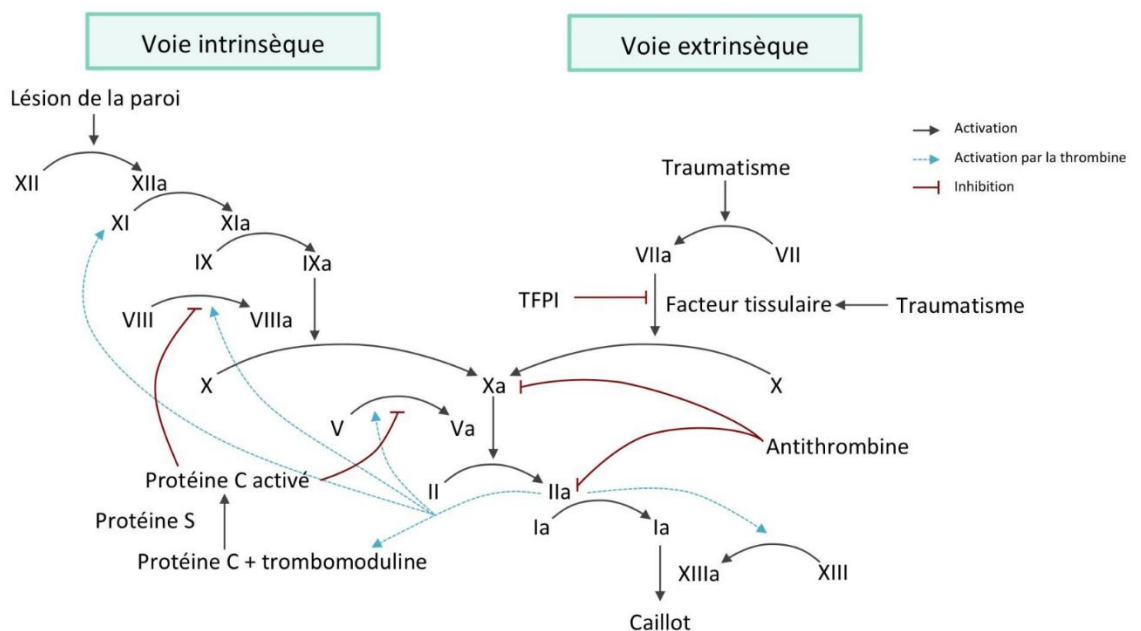 Voie intrinsèque
Voie extrinsèque
Lésion de la paroi
Activation
Activation par la thrombine
Inhibition
Traumatisme
XII
XIIa
XI
XIa
VIIa
VII
IX
IXa
TFPI
Facteur tissulaire
Traumatisme
VIII
VIIIa
X
Xa
X
V
Va
Antithrombine
Protéine C activé
II
IIa
Protéine S
Ia
Ia
Protéine C + trombomoduline
XIIIa
XIII
Caillot